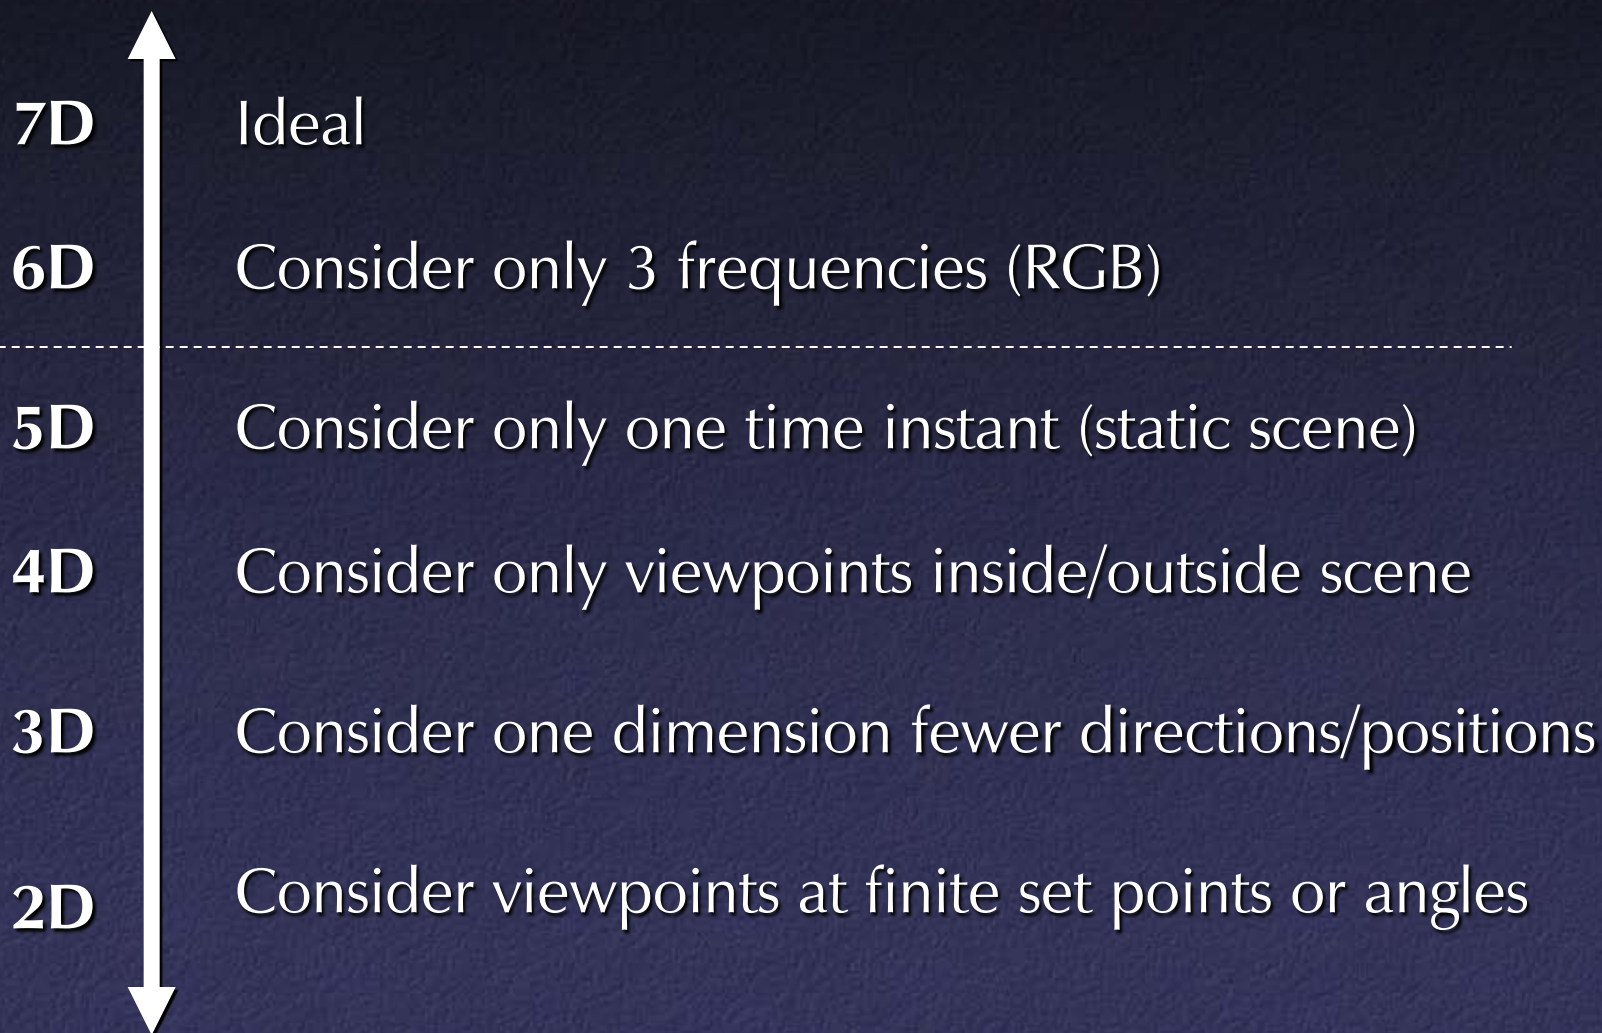 7D Ideal
6D Consider only 3 frequencies (RGB)
5D Consider only one time instant (static scene)
4D Consider only viewpoints inside/outside scene
3D Consider one dimension fewer directions/positions
2D Consider viewpoints at finite set points or angles